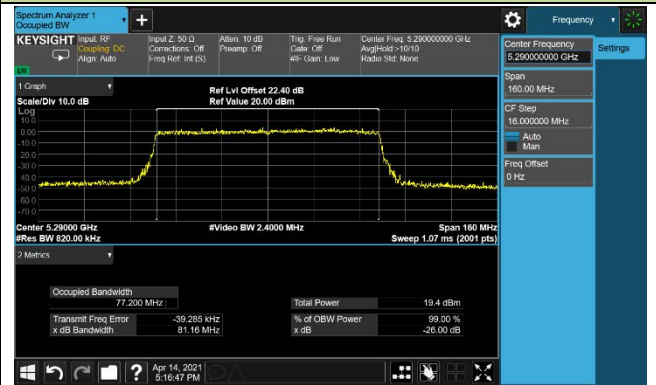 Spectrum Analyzer 1
Occupied BW
+
Frequency
KEYSIGHT
Input: RF
Coupling: DC
Align: Auto
Input Z: 50 Ω
Corrections: Off
Freq Ref: Int (S)
Atten: 10 dB
Preamp: Off
Trig: Free Run
Gate: Off
#IF Gain: Low
Center Freq: 5.290000000 GHz
Avg|Hold:>10/10
Radio Std: None
Center Frequency
5.290000000 GHz
Settings
Span
160.00 MHz
CF Step
16.000000 MHz
Auto
Man
Freq Offset
0 Hz
1 Graph
Scale/Div 10.0 dB
Ref Lvl Offset 22.40 dB
Ref Value 20.00 dBm
Log
10.0
0.00
-10.0
-20.0
-30.0
-40.0
-50.0
-60.0
-70.0
Center 5.29000 GHz
#Video BW 2.4000 MHz
Span 160 MHz
#Res BW 820.00 kHz
Sweep 1.07 ms (2001 pts)
2 Metrics
Occupied Bandwidth
77.200 MHz
Total Power
19.4 dBm
Transmit Freq Error
-39.285 kHz
% of OBW Power
99.00 %
x dB Bandwidth
81.16 MHz
x dB
-26.00 dB
?
Apr 14, 2021
5:16:47 PM